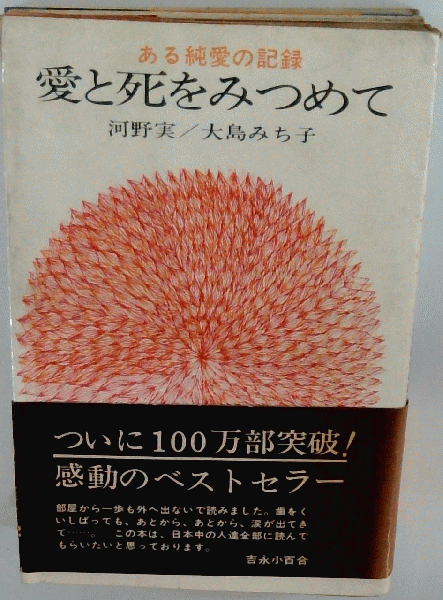 ある純愛の記録
愛と死をみつめて
河野実/大島みち子
ついに100万部突破!
感動のベストセラー
部屋から一歩も外へ出ないで読みました。歯をく
いしばっても、あとから、あとから、涙が出てき
て……。 この本は、日本中の人達全部に読んで
もらいたいと思っております。
吉永小百合